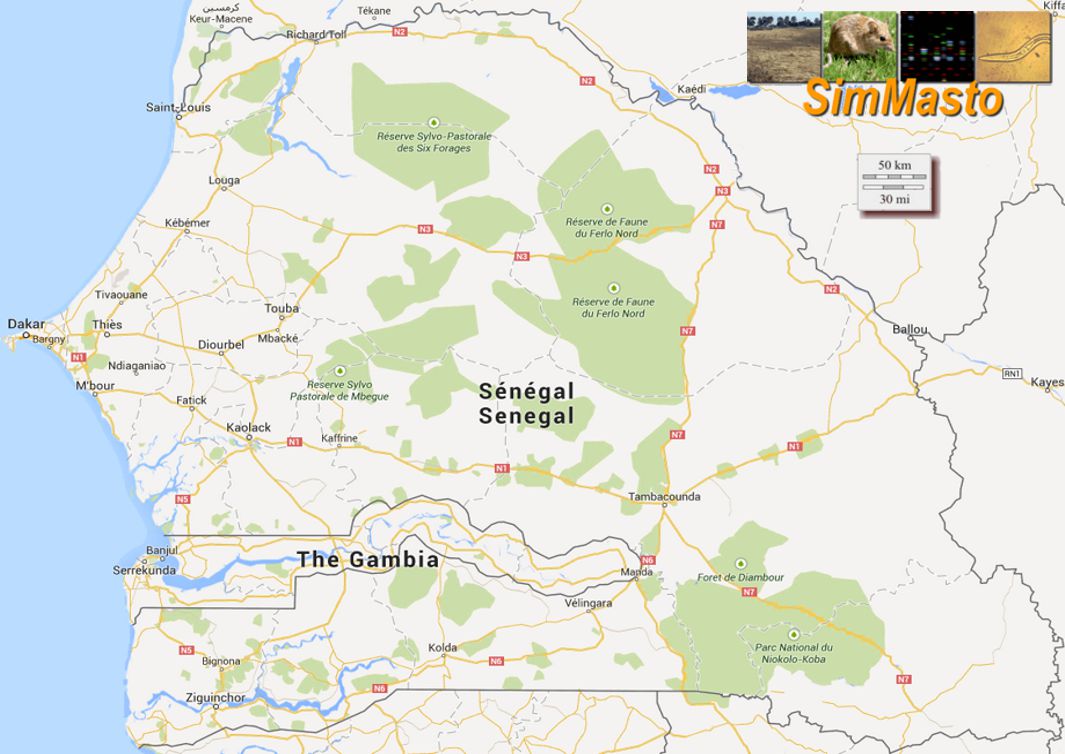 كرمسين
Keur-Macene
Tékane
Kiffa
Richard Toll
N2
N2
Kaédi
SimMasto
Saint-Louis
Réserve Sylvo-Pastorale
des Six Forages
50 km
30 mi
N2
N3
Louga
Kébémer
N3
Réserve de Faune
du Ferlo Nord
N7
N3
Tivaouane
Réserve de Faune
du Ferlo Nord
N2
Touba
Dakar
Thiès
Bargny
Mbacké
Diourbel
N7
Ballou
N1
Ndiaganiao
M'bour
Reserve Sylvo
Pastorale de Mbegue
RN1
Kayes
Sénégal
Senegal
Fatick
Kaolack
N1
Kaffrine
N7
N1
N1
N5
Tambacounda
Banjul
Serrekunda
The Gambia
N6
Manda
Foret de Diambour
N7
Vélingara
N5
Bignona
Kolda
N6
Parc National du
Niokolo-Koba
N7
N6
Ziguinchor